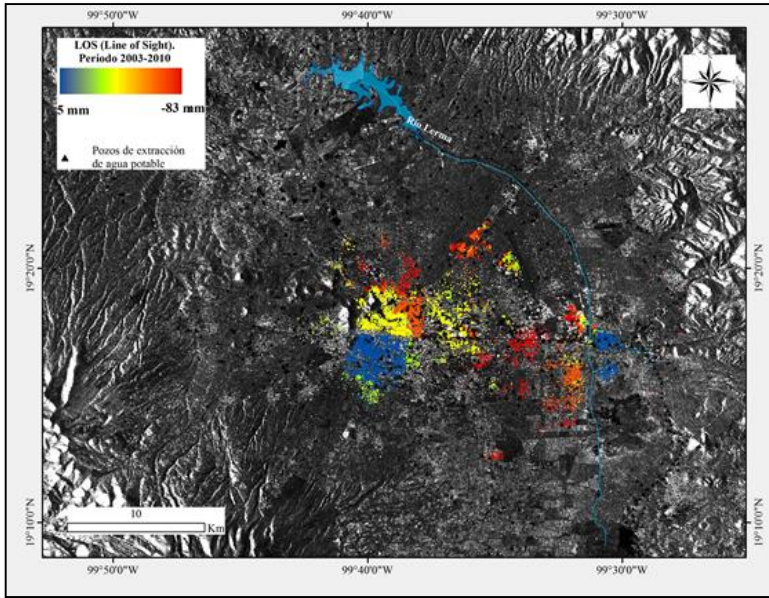 99°50'0"W 99°40'0"W 99°30'0"W
LOS (Line of Sight).
Período 2003-2010
5 mm -83 mm
Pozos de extracción
de agua potable
Río Lerma
19°20'0"N 19°20'0"N
19°10'0"N 19°10'0"N
10
Km
99°50'0"W 99°40'0"W 99°30'0"W